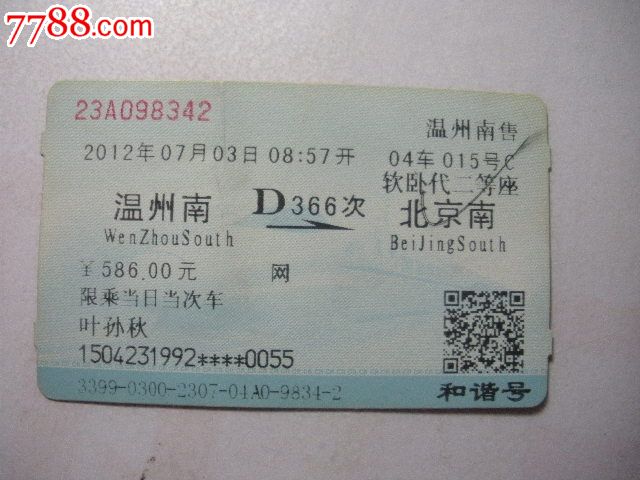 7788.com
23A098342
温州南售
2012年07月03日08:57开 04车015号C
软卧代二等座
温州南 D366次 北京南
WenZhouSouth BeiJingSouth
￥586.00元 网
限乘当日当次车
叶孙秋
1504231992****0055
和谐号
3399-0300-2307-04A0-9834-2